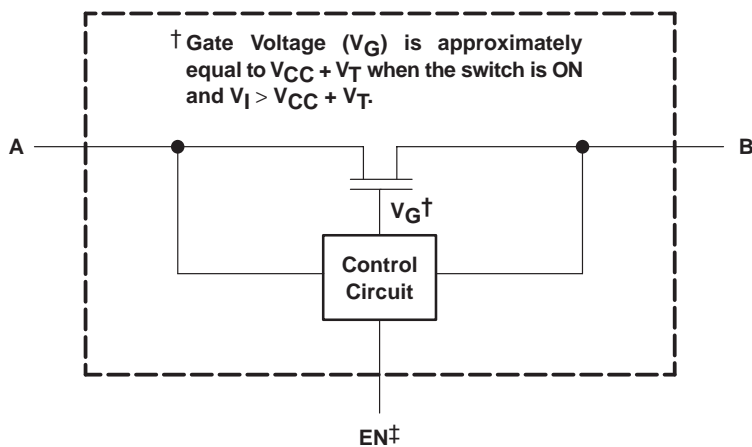 † Gate Voltage (VG) is approximately
equal to VCC + VT when the switch is ON
and VI > VCC + VT.
A
B
VG†
Control
Circuit
EN‡